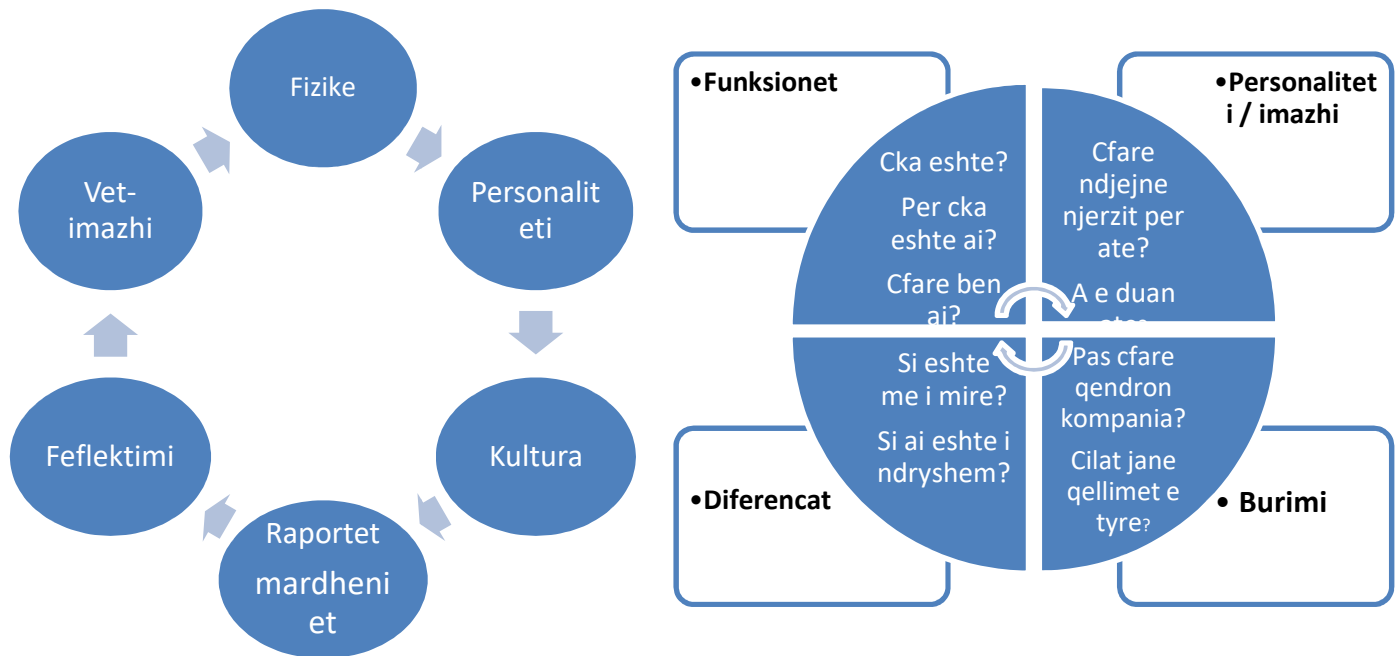 Fizike
Personalit
eti
Kultura
Raportet
mardheni
et
Feflektimi
Vet-
imazhi
•Funksionet
Cka eshte?
Per cka
eshte ai?
Cfare ben
ai?
•Personalitet
i / imazhi
Cfare
ndjejne
njerzit per
ate?
A e duan
•Diferencat
Si eshte
me i mire?
Si ai eshte i
ndryshem?
Pas cfare
qendron
kompania?
Cilat jane
qellimet e
tyre?
• Burimi